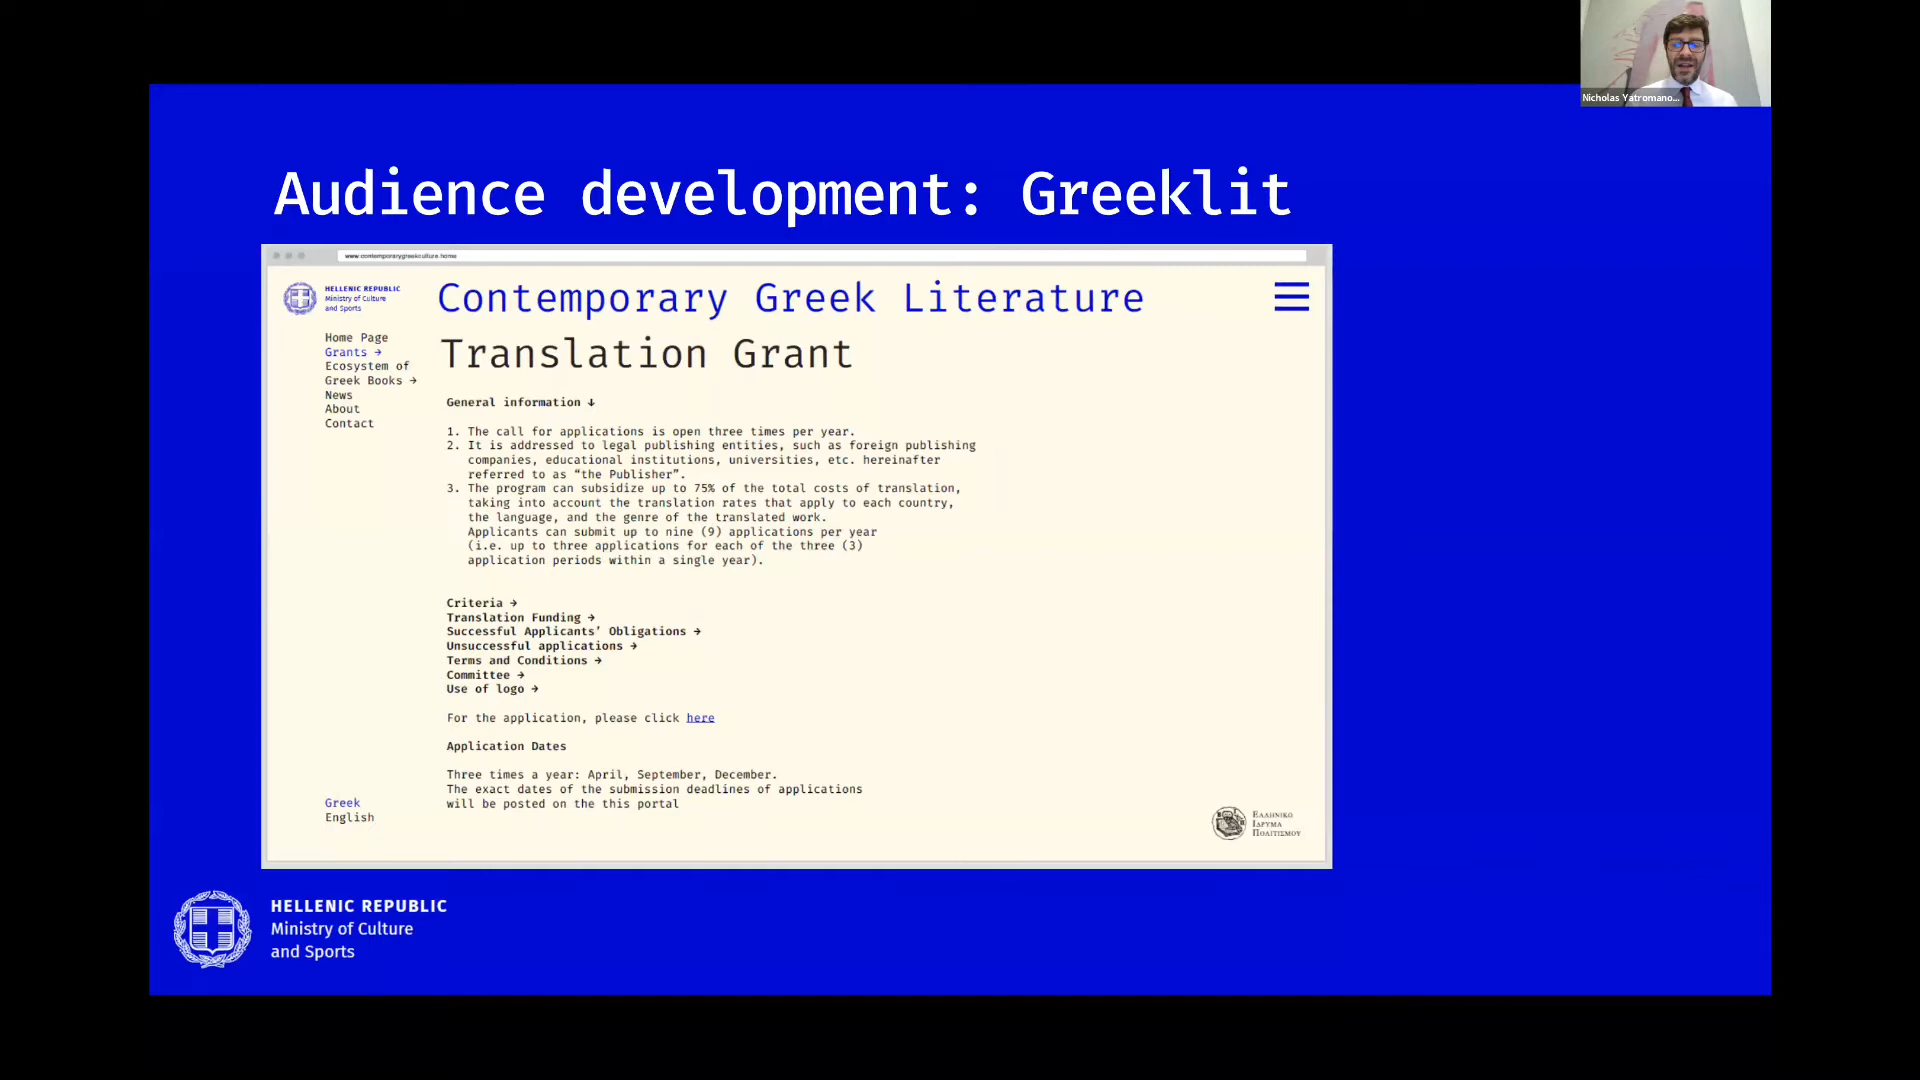 Nicholas Yatromano...
Audience development: Greeklit
www.contemporarygreekculture.home
HELLENIC REPUBLIC
Ministry of Culture
and Sports
Contemporary Greek Literature
Home Page
Grants →
Ecosystem of
Greek Books →
News
About
Contact
Translation Grant
General information ↓
1. The call for applications is open three times per year.
2. It is addressed to legal publishing entities, such as foreign publishing
companies, educational institutions, universities, etc. hereinafter
referred to as “the Publisher”.
3. The program can subsidize up to 75% of the total costs of translation,
taking into account the translation rates that apply to each country,
the language, and the genre of the translated work.
Applicants can submit up to nine (9) applications per year
(i.e. up to three applications for each of the three (3)
application periods within a single year).
Criteria →
Translation Funding →
Successful Applicants’ Obligations →
Unsuccessful applications →
Terms and Conditions →
Committee →
Use of logo →
For the application, please click here
Application Dates
Three times a year: April, September, December.
The exact dates of the submission deadlines of applications
will be posted on the this portal
Greek
English
ΕΛΛΗΝΙΚΟ
ΙΔΡΥΜΑ
ΠΟΛΙΤΙΣΜΟΥ
HELLENIC REPUBLIC
Ministry of Culture
and Sports